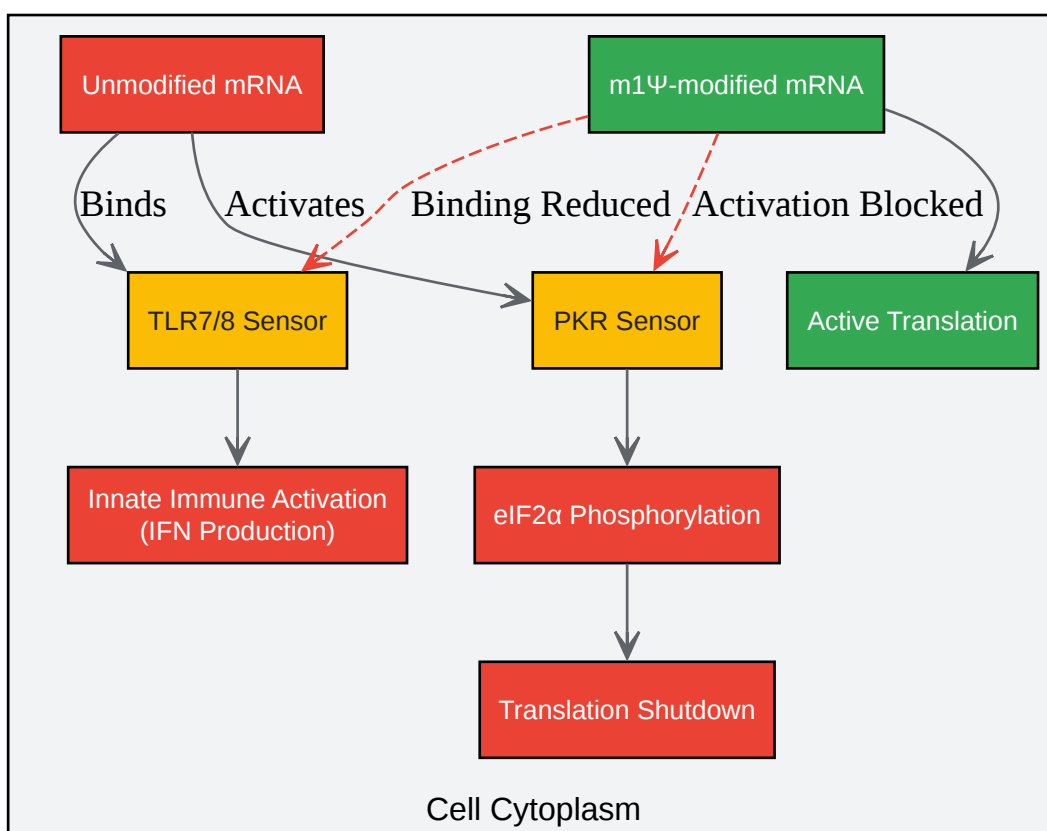 Unmodified mRNA
m1Ψ-modified mRNA
Binds
Activates
Binding Reduced
Activation Blocked
TLR7/8 Sensor
PKR Sensor
Active Translation
Innate Immune Activation
(IFN Production)
eIF2α Phosphorylation
Translation Shutdown
Cell Cytoplasm